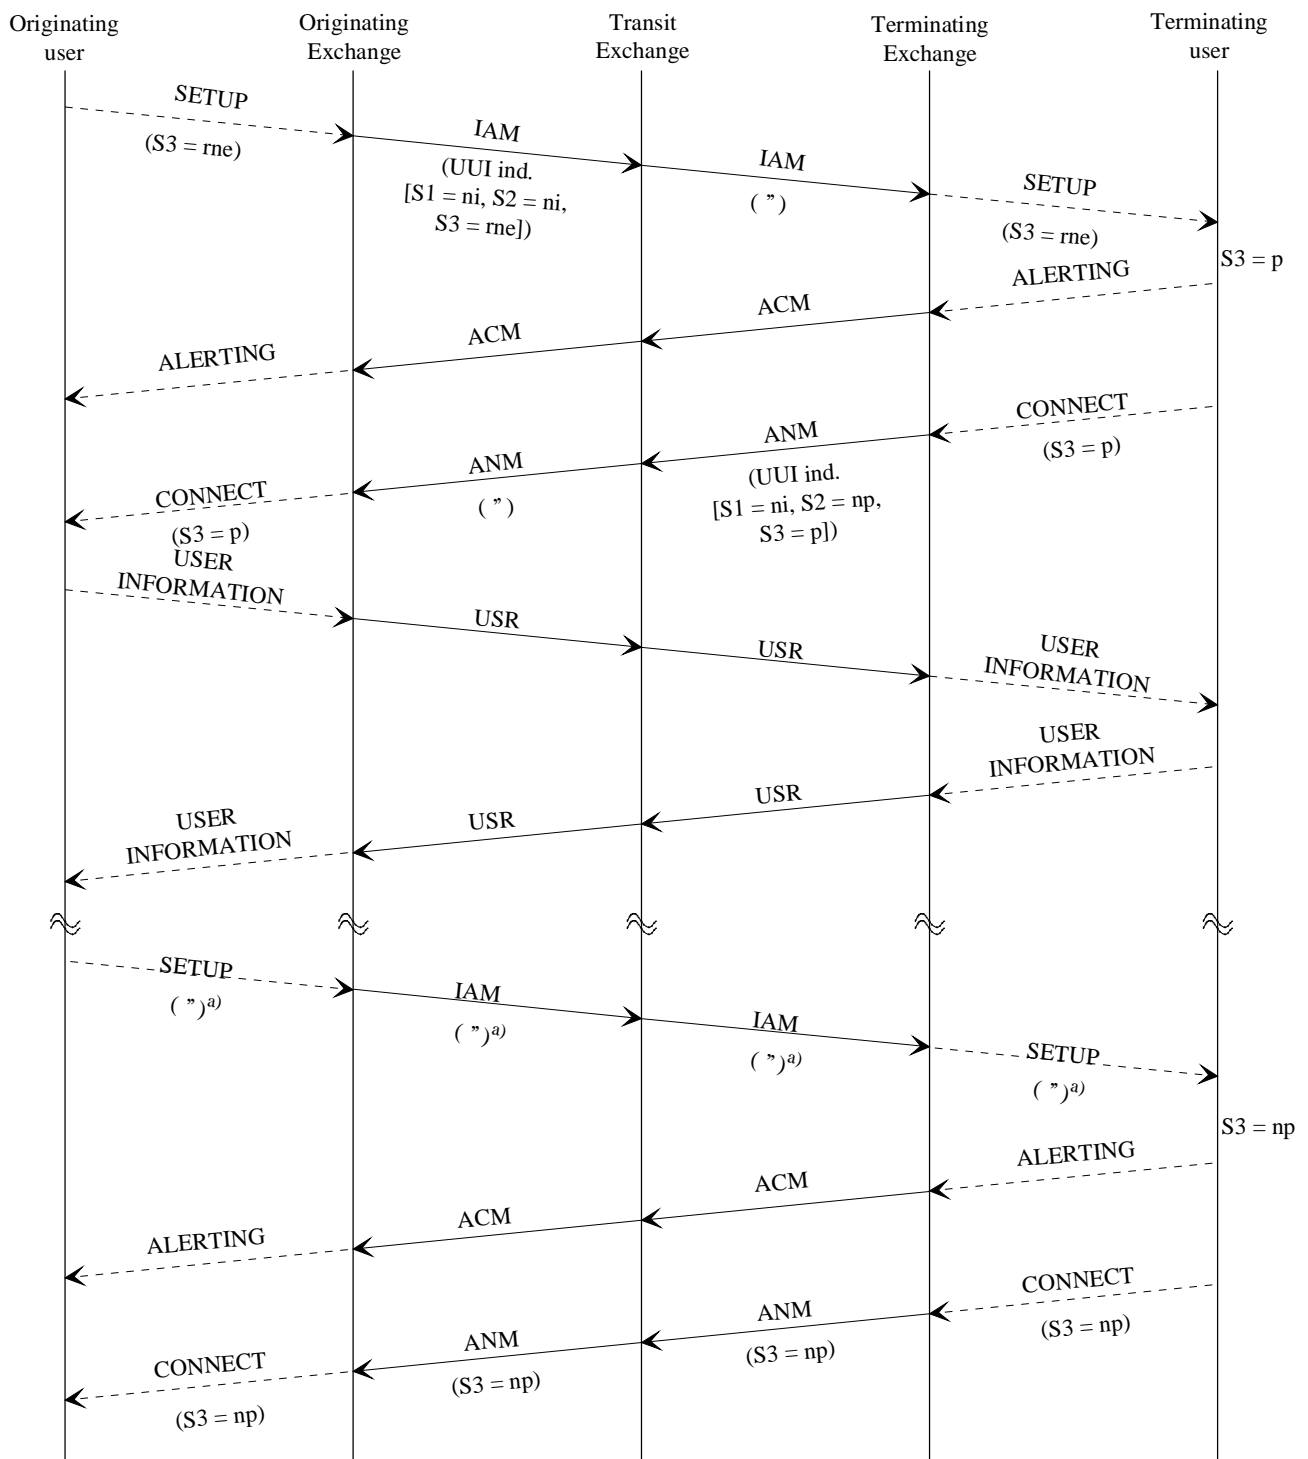 Originating
user
Originating
Exchange
Transit
Exchange
Terminating
Exchange
Terminating
user
SETUP
(S3 = rne)
IAM
(UUI ind.
[S1 = ni, S2 = ni,
S3 = rne])
IAM
( ”)
SETUP
(S3 = rne)
S3 = p
ALERTING
ACM
ACM
ALERTING
CONNECT
(S3 = p)
ANM
(UUI ind.
[S1 = ni, S2 = np,
S3 = p])
ANM
( ”)
CONNECT
(S3 = p)
USER
INFORMATION
USR
USR
USER
INFORMATION
USER
INFORMATION
USR
USR
USER
INFORMATION
SETUP
( ”)a)
IAM
( ”)a)
IAM
( ”)a)
SETUP
( ”)a)
S3 = np
ALERTING
ACM
ACM
ALERTING
CONNECT
(S3 = np)
ANM
(S3 = np)
ANM
(S3 = np)
CONNECT
(S3 = np)